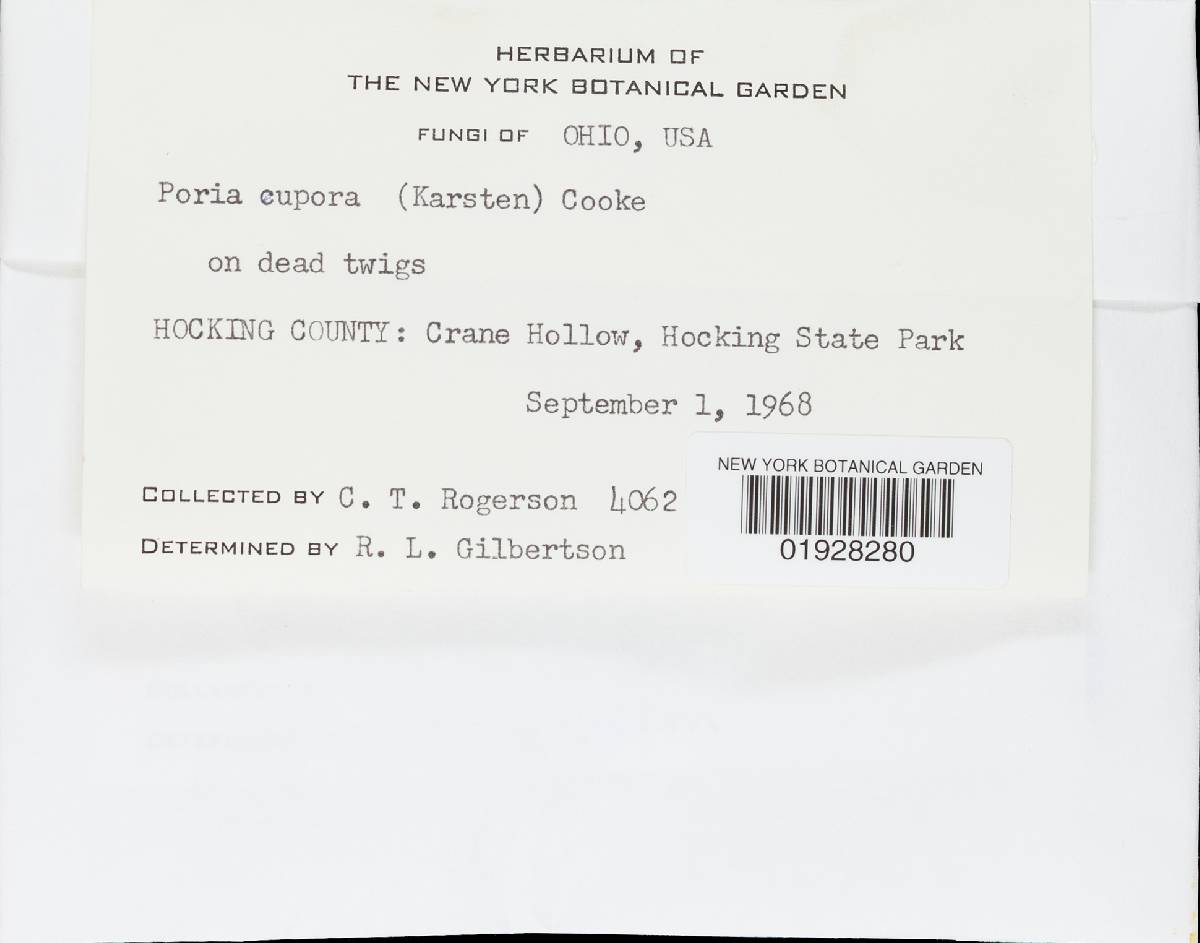 HERBARIUM OF
THE NEW YORK BOTANICAL GARDEN
FUNGI OF OHIO, USA
Poria eupora (Karsten) Cooke
on dead twigs
HOCKING COUNTY: Crane Hollow, Hocking State Park
September 1, 1968
COLLECTED BY C. T. Rogerson 4062
DETERMINED BY R. L. Gilbertson
NEW YORK BOTANICAL GARDEN
01928280